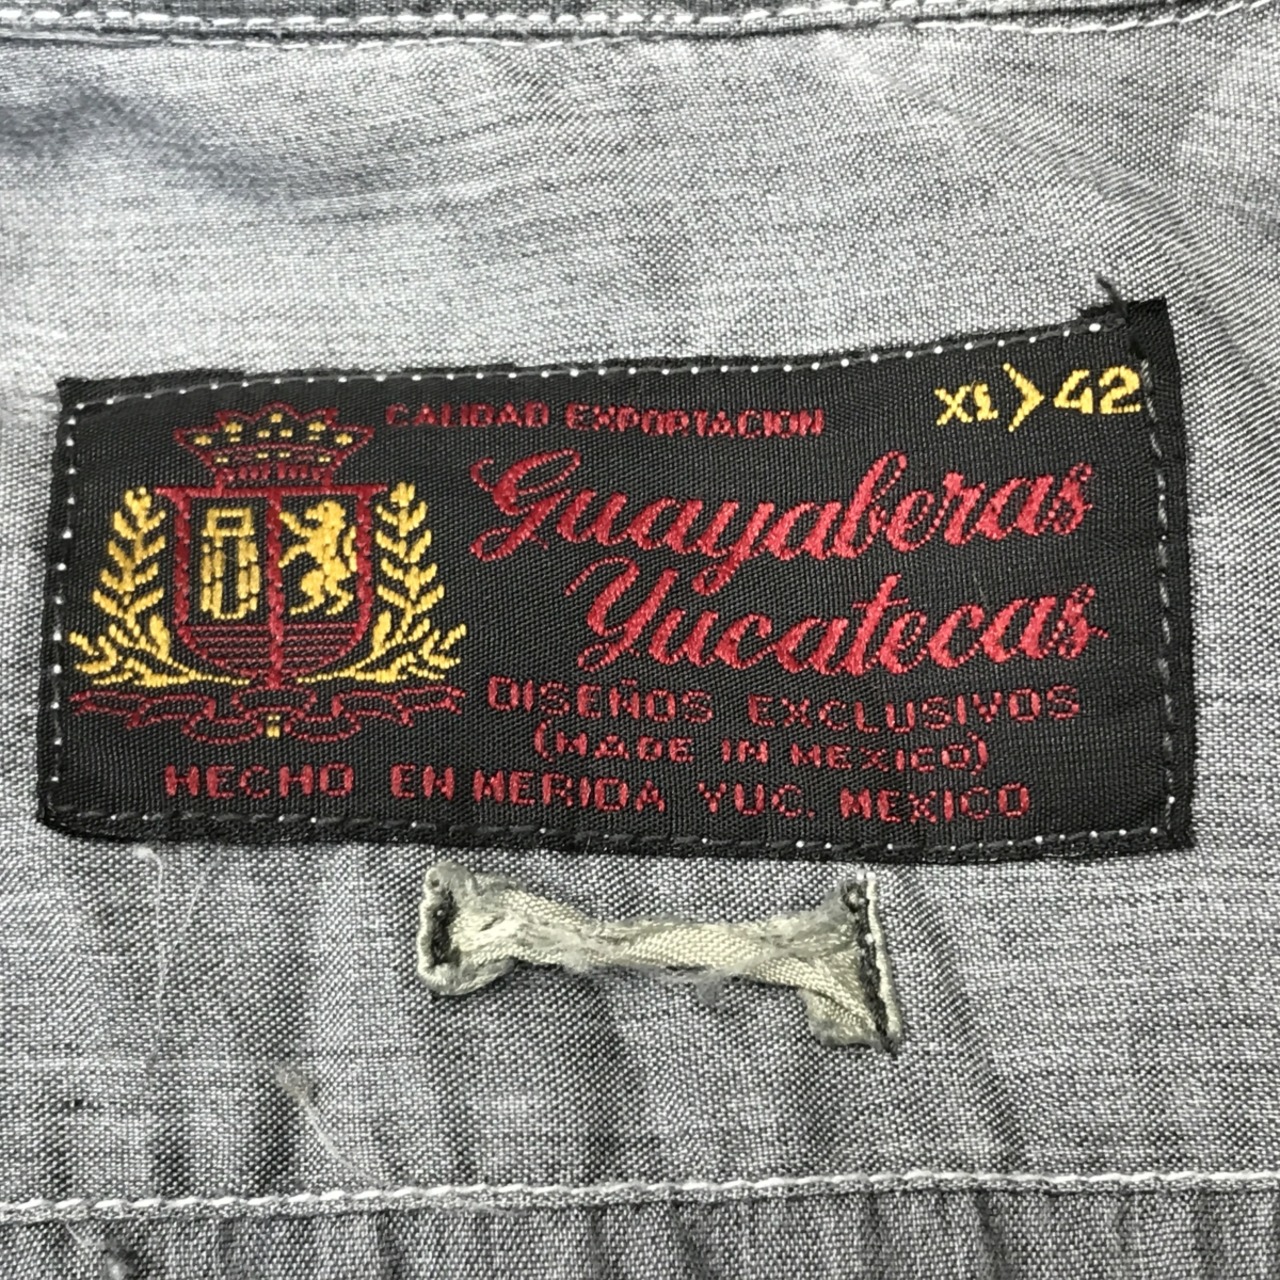 XL>42
CALIDAD EXPORTACION
Guayaberas
Yucatecas
DISEÑOS EXCLUSIVOS
(MADE IN MEXICO)
HECHO EN MERIDA YUC. MEXICO